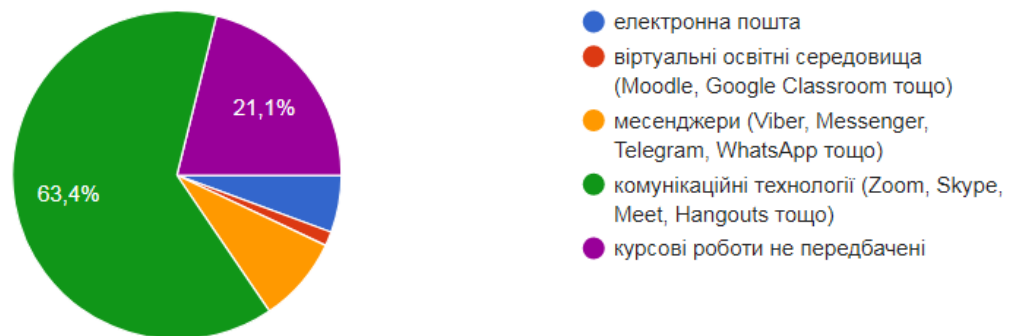 21,1%
63,4%
електронна пошта
віртуальні освітні середовища
(Moodle, Google Classroom тощо)
месенджери (Viber, Messenger,
Telegram, WhatsApp тощо)
комунікаційні технології (Zoom, Skype,
Meet, Hangouts тощо)
курсові роботи не передбачені